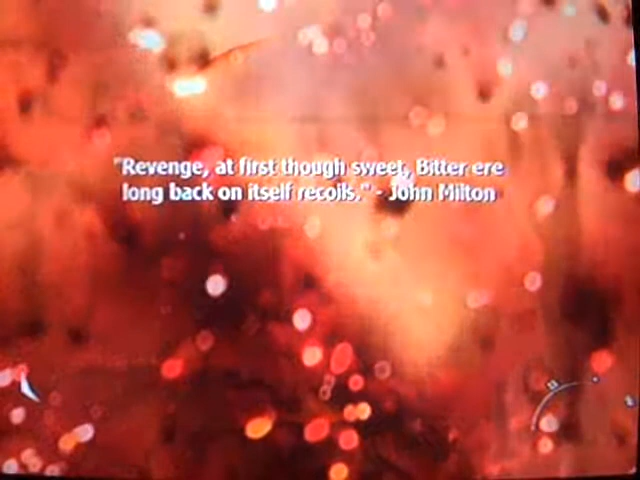 "Revenge, at first though sweet, Bitter ere
long back on itself recoils." - John Milton